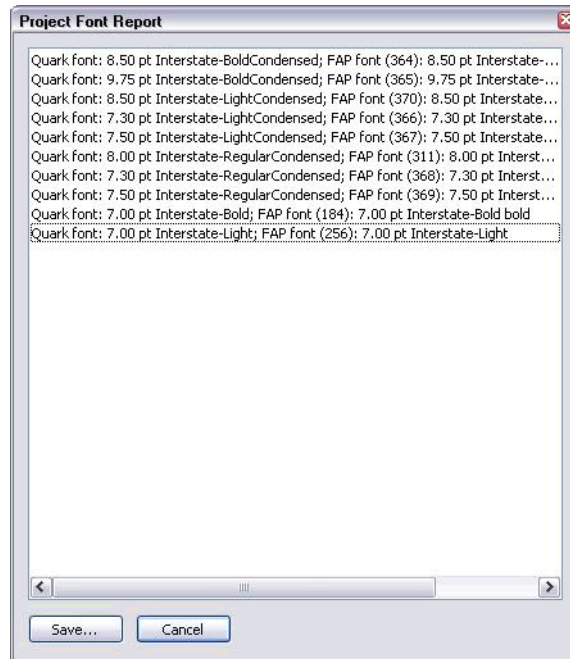 Project Font Report
Quark font: 8.50 pt Interstate-BoldCondensed; FAP font (364): 8.50 pt Interstate-...
Quark font: 9.75 pt Interstate-BoldCondensed; FAP font (365): 9.75 pt Interstate-...
Quark font: 8.50 pt Interstate-LightCondensed; FAP font (370): 8.50 pt Interstate...
Quark font: 7.30 pt Interstate-LightCondensed; FAP font (366): 7.30 pt Interstate...
Quark font: 7.50 pt Interstate-LightCondensed; FAP font (367): 7.50 pt Interstate...
Quark font: 8.00 pt Interstate-RegularCondensed; FAP font (311): 8.00 pt Interst...
Quark font: 7.30 pt Interstate-RegularCondensed; FAP font (368): 7.30 pt Interst...
Quark font: 7.50 pt Interstate-RegularCondensed; FAP font (369): 7.50 pt Interst...
Quark font: 7.00 pt Interstate-Bold; FAP font (184): 7.00 pt Interstate-Bold bold
Quark font: 7.00 pt Interstate-Light; FAP font (256): 7.00 pt Interstate-Light
Save...
Cancel